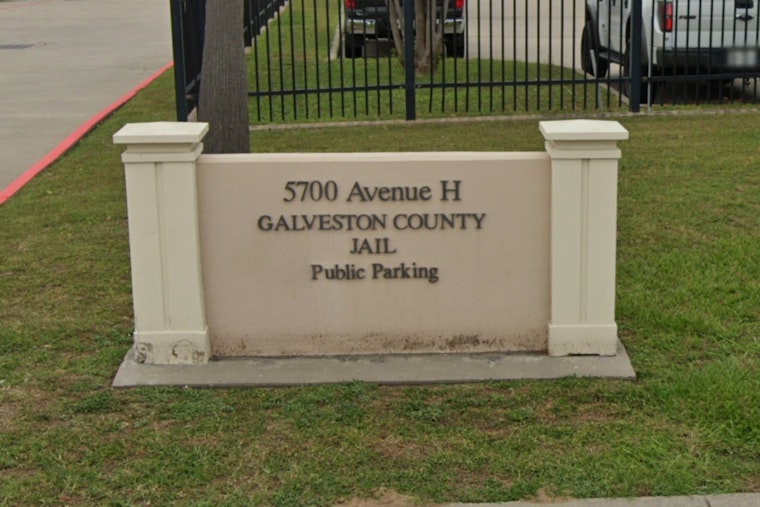 5700 Avenue H
GALVESTON COUNTY
JAIL
Public Parking